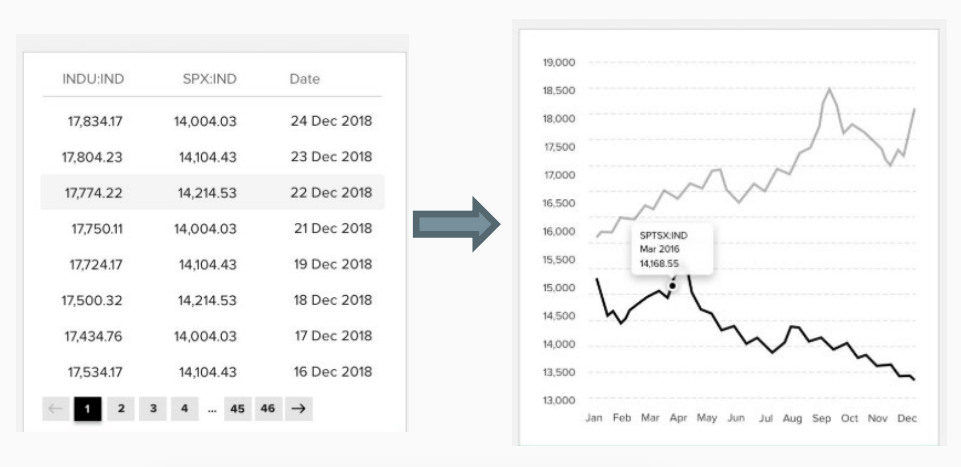 INDU:IND SPX:IND Date
17,834.17 14,004.03 24 Dec 2018
17,804.23 14,104.43 23 Dec 2018
17,774.22 14,214.53 22 Dec 2018
17,750.11 14,004.03 21 Dec 2018
17,724.17 14,104.43 19 Dec 2018
17,500.32 14,214.53 18 Dec 2018
17,434.76 14,004.03 17 Dec 2018
17,534.17 14,104.43 16 Dec 2018
← 1 2 3 4 ... 45 46 →
19,000
18,500
18,000
17,500
17,000
16,500
16,000
15,500
15,000
14,500
14,000
13,500
13,000
SPTSX:IND
Mar 2016
14,168.55
Jan Feb Mar Apr May Jun Jul Aug Sep Oct Nov Dec